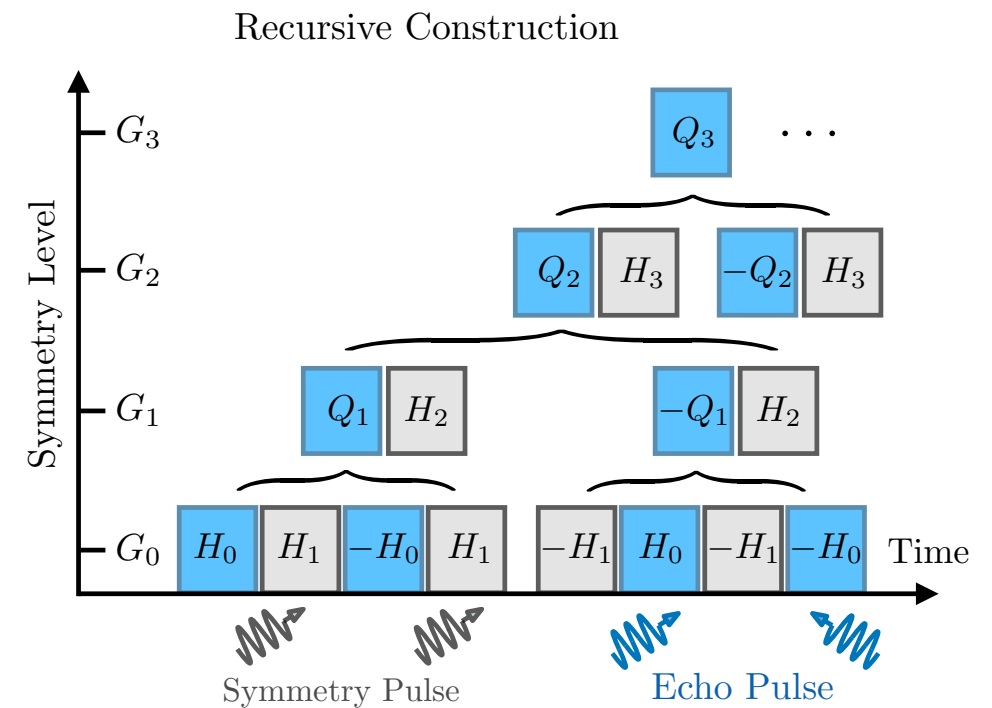 Recursive Construction
G₃ Q₃ · · ·
G₂ Q₂ H₃ −Q₂ H₃
Symmetry Level
G₁ Q₁ H₂ −Q₁ H₂
G₀ H₀ H₁ −H₀ H₁ −H₁ H₀ −H₁ −H₀ Time
Symmetry Pulse Echo Pulse